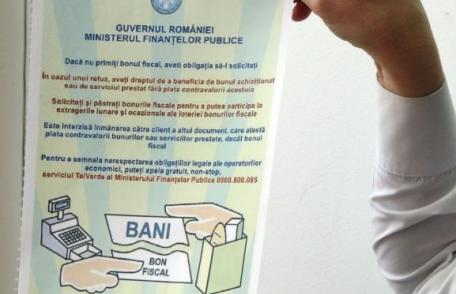 GUVERNUL ROMÂNIEI
MINISTERUL FINANȚELOR PUBLICE
Dacă nu primiți bonul fiscal, aveti obligația să-l solicitați
În cazul unui refuz, aveți dreptul de a beneficia de bunul achiziționat
sau de serviciul prestat fără plata contravalorii acestuia
Solicitați și păstrați bonurile fiscale pentru a putea participa la
extragerile lunare și ocazionale ale loteriei bonurilor fiscale
Este interzisă înmânarea către client a altui document, care atestă
plata contravalorii bunurilor sau serviciilor prestate, decât bonul
fiscal
Pentru a semnala nerespectarea obligațiilor legale ale operatorilor
economici, puteți apela gratuit, non-stop,
serviciul TelVerde al Ministerului Finanțelor Publice 0800.800.085
BANI
BON
FISCAL